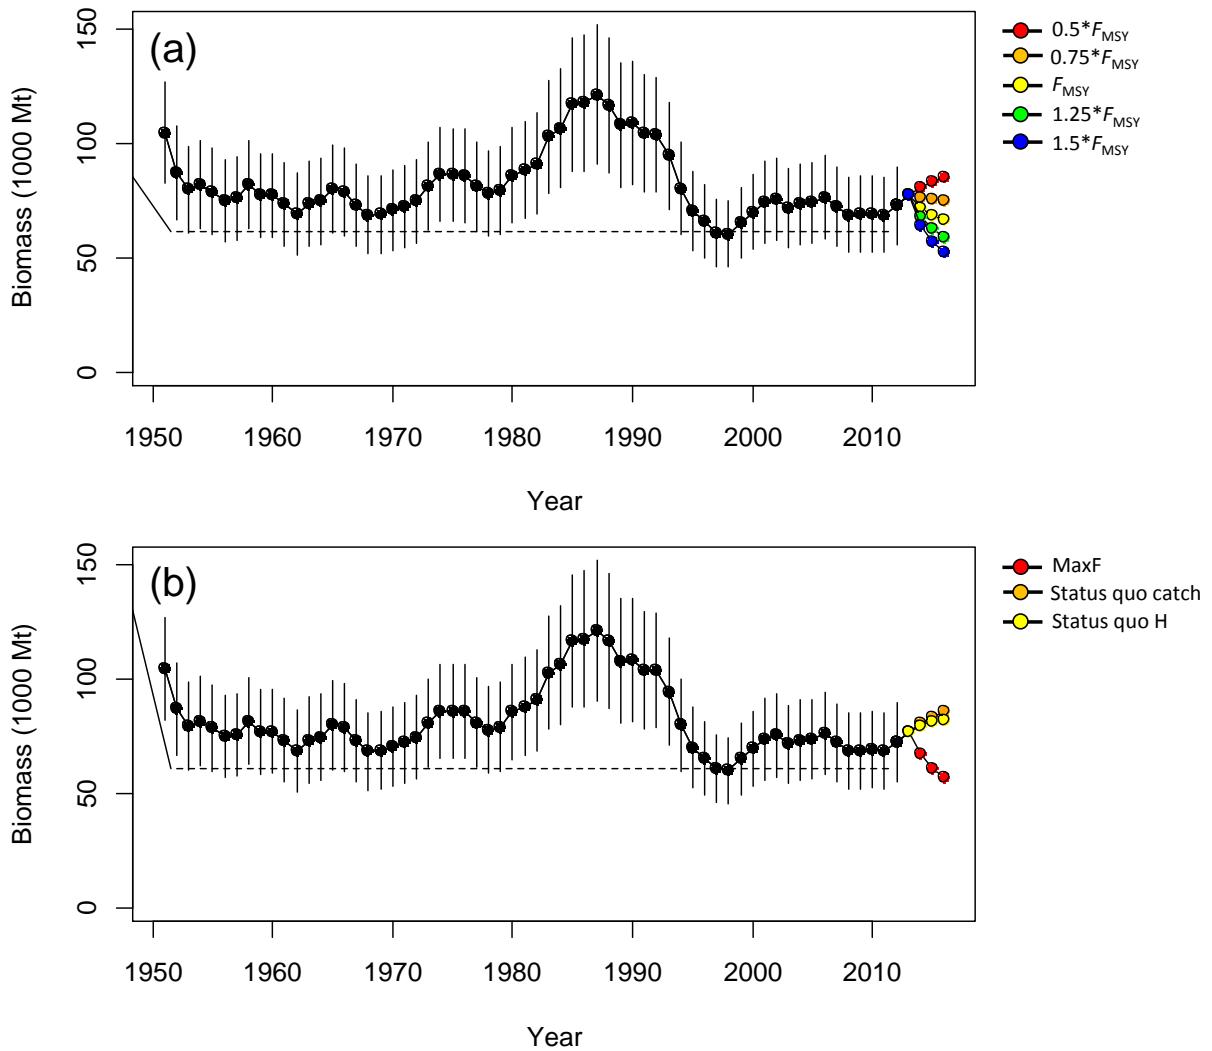 (a)
150
100
50
0
Biomass (1000 Mt)
1950 1960 1970 1980 1990 2000 2010
Year
0.5*FMSY
0.75*FMSY
FMSY
1.25*FMSY
1.5*FMSY
(b)
150
100
50
0
Biomass (1000 Mt)
1950 1960 1970 1980 1990 2000 2010
Year
MaxF
Status quo catch
Status quo H